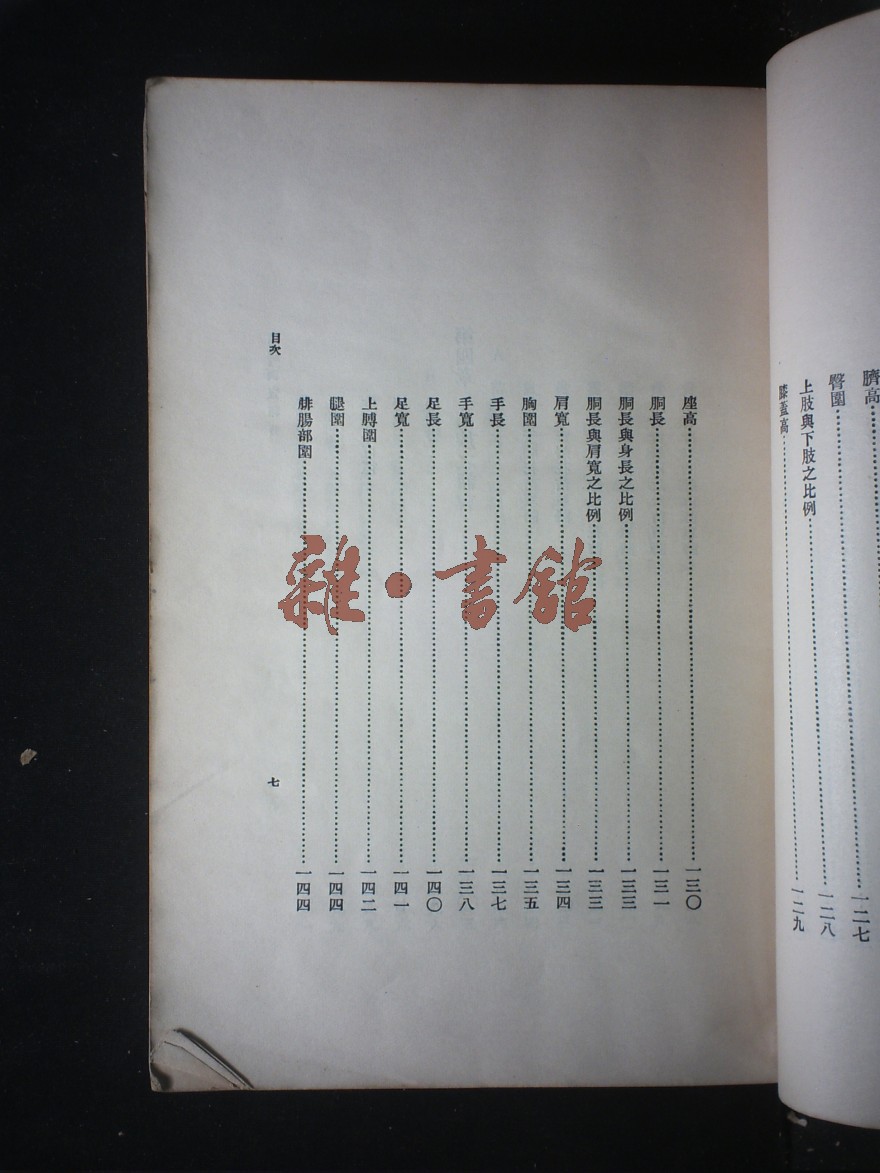 臍高⋯⋯一二七
臀圍⋯⋯一二八
上肢與下肢之比例⋯⋯一二九
膝蓋高⋯⋯
座高⋯⋯一三〇
胴長⋯⋯一三一
胴長與身長之比例⋯⋯一三三
胴長與肩寬之比例⋯⋯一三三
肩寬⋯⋯一三四
胸圍⋯⋯一三五
手長⋯⋯一三七
手寬⋯⋯一三八
足長⋯⋯一四〇
足寬⋯⋯一四一
上膊圍⋯⋯一四二
腿圍⋯⋯一四四
腓腸部圍⋯⋯一四四
目次
七
雜·書館